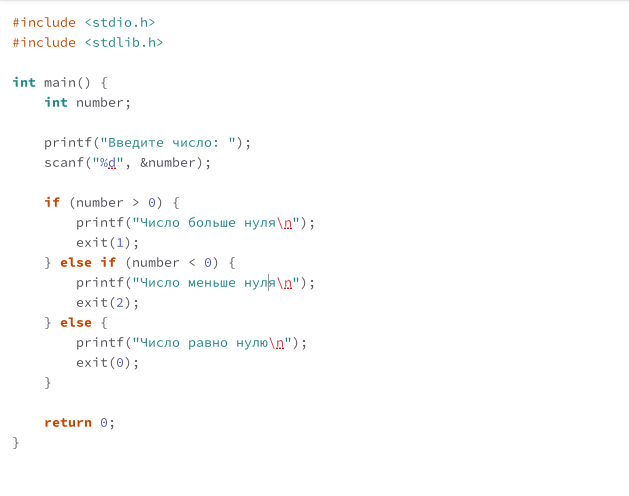 #include <stdio.h>
#include <stdlib.h>
int main() {
    int number;
    printf("Введите число: ");
    scanf("%d", &number);
    if (number > 0) {
        printf("Число больше нуля\n");
        exit(1);
    } else if (number < 0) {
        printf("Число меньше нуля\n");
        exit(2);
    } else {
        printf("Число равно нулю\n");
        exit(0);
    }
    return 0;
}